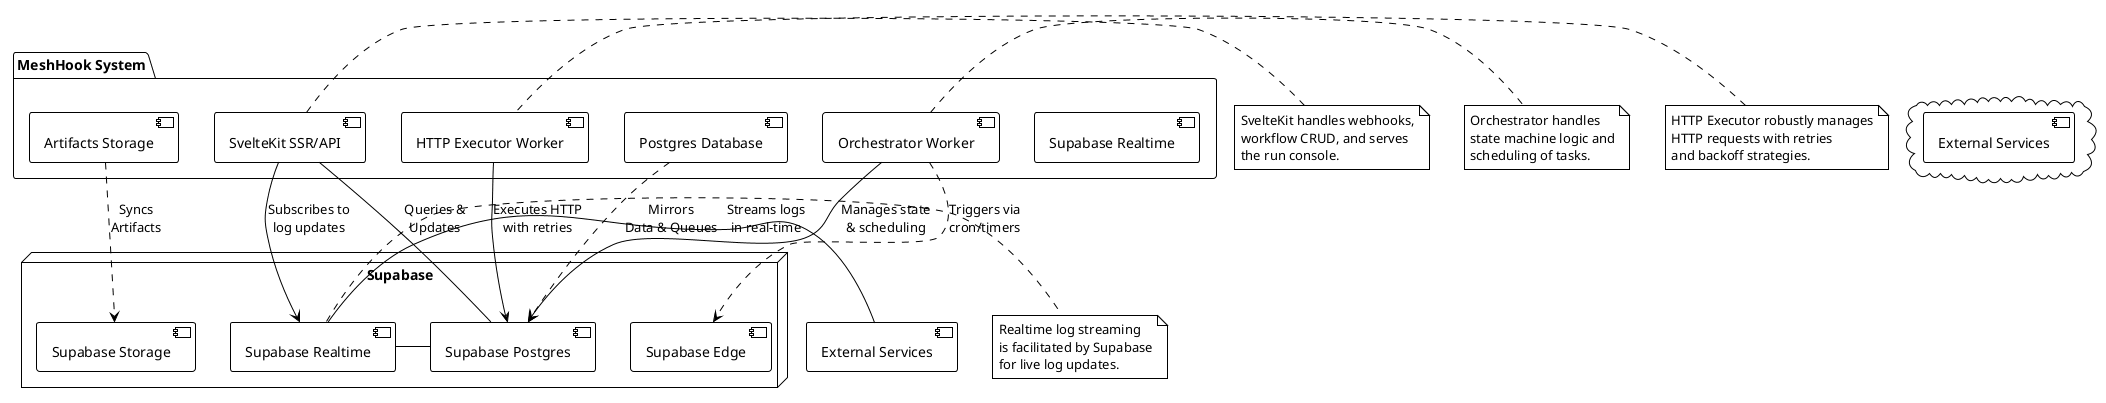 MeshHook System
Artifacts Storage
SvelteKit SSR/API
HTTP Executor Worker
Postgres Database
Orchestrator Worker
Supabase Realtime
SvelteKit handles webhooks,
workflow CRUD, and serves
the run console.
Orchestrator handles
state machine logic and
scheduling of tasks.
HTTP Executor robustly manages
HTTP requests with retries
and backoff strategies.
External Services
Syncs
Artifacts
Subscribes to
log updates
Queries &
Updates
Executes HTTP
with retries
Mirrors
Data & Queues
Streams logs
in real-time
Manages state
& scheduling
Triggers via
cron/timers
Supabase
Supabase Storage
Supabase Realtime
Supabase Postgres
Supabase Edge
External Services
Realtime log streaming
is facilitated by Supabase
for live log updates.